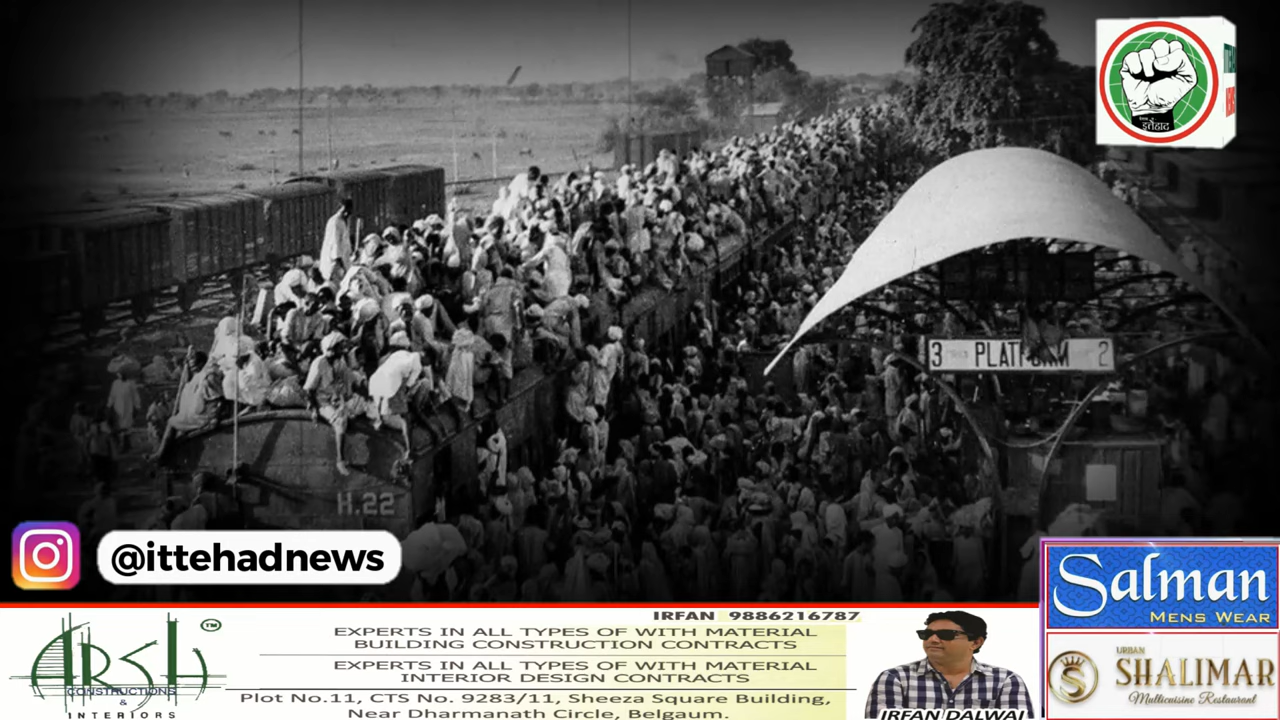 इत्तेहाद
3 PLATFORM 2
H.22
@ittehadnews
IRFAN 9886216787
EXPERTS IN ALL TYPES OF WITH MATERIAL
BUILDING CONSTRUCTION CONTRACTS
EXPERTS IN ALL TYPES OF WITH MATERIAL
INTERIOR DESIGN CONTRACTS
Plot No.11, CTS No. 9283/11, Sheeza Square Building,
Near Dharmanath Circle, Belgaum.
ARSH TM
CONSTRUCTIONS
&
INTERIORS
IRFAN DALWAI
Salman
MENS WEAR
URBAN
SHALIMAR
Multicuisine Restaurant